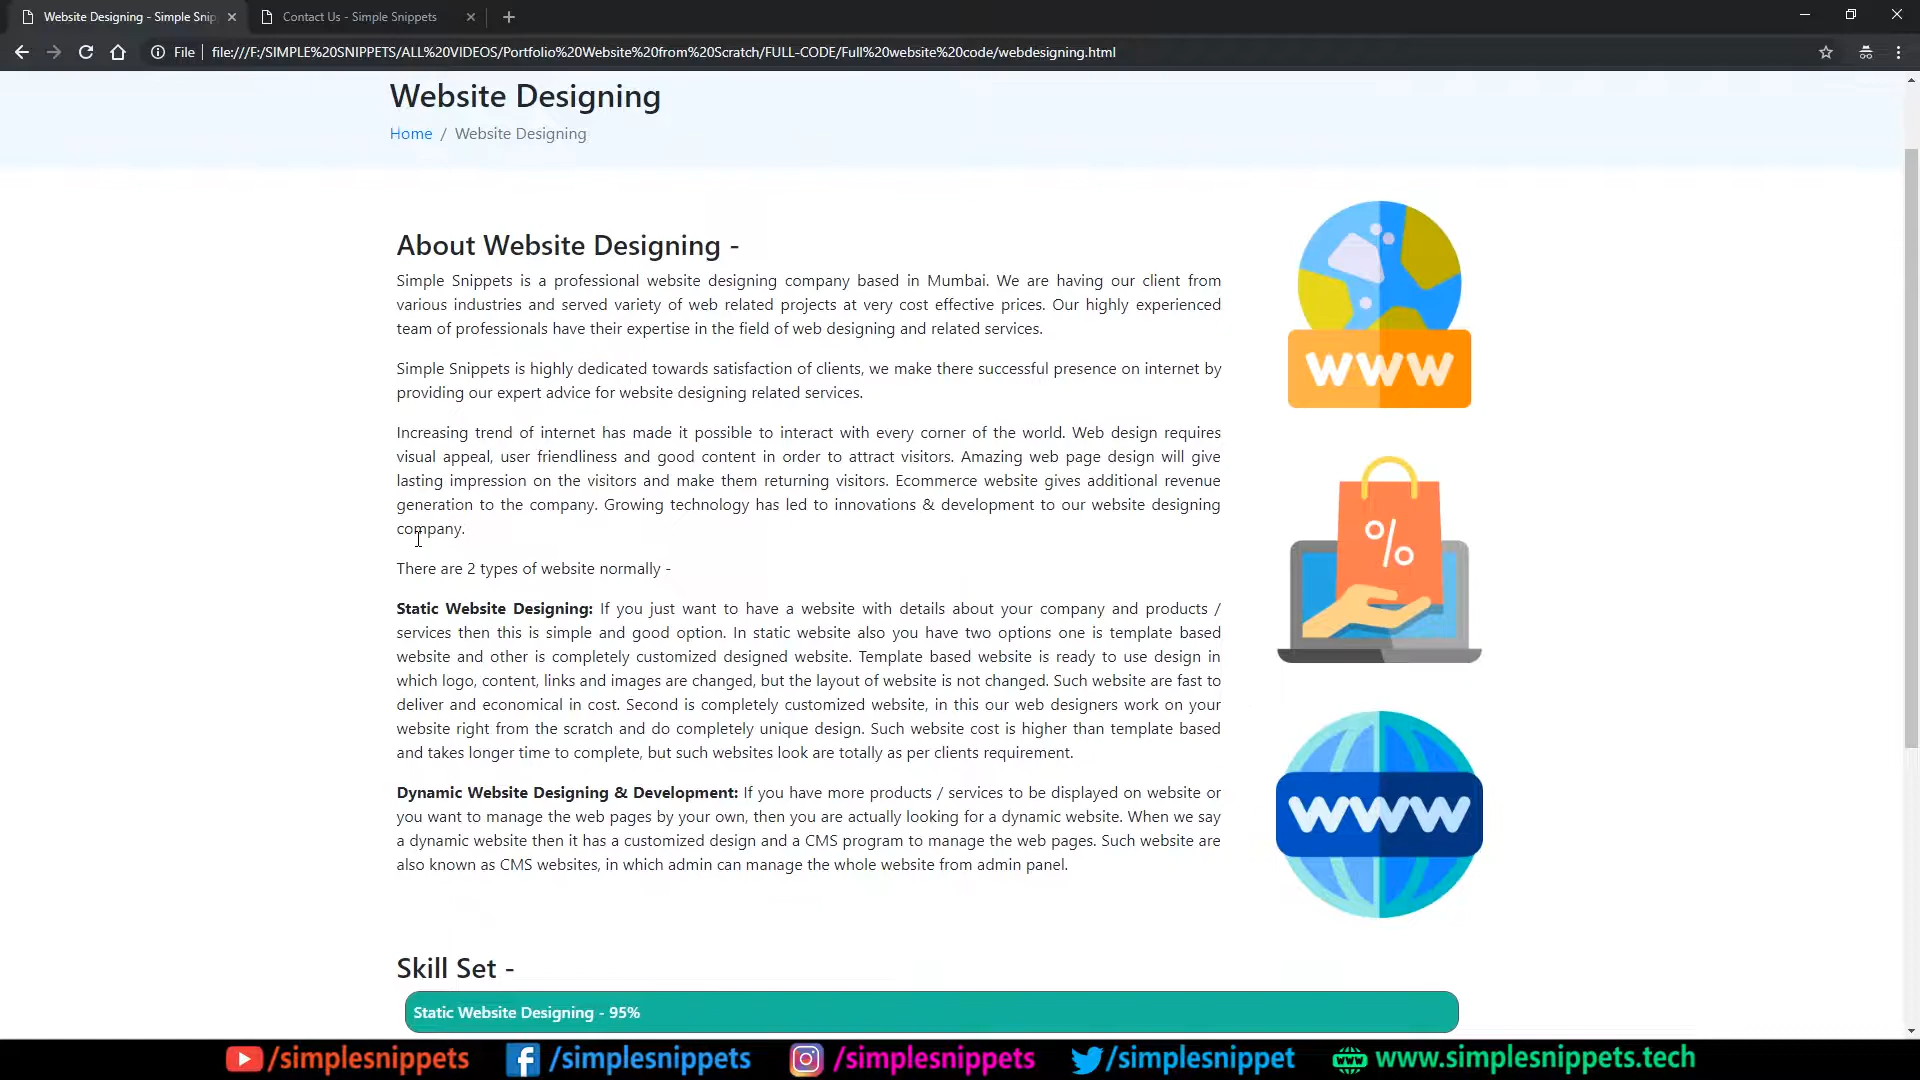 Website Designing - Simple Snip
Contact Us - Simple Snippets
File
file:///F:/SIMPLE%20SNIPPETS/ALL%20VIDEOS/Portfolio%20Website%20from%20Scratch/FULL-CODE/Full%20website%20code/webdesigning.html
Website Designing
Home / Website Designing
About Website Designing -
Simple Snippets is a professional website designing company based in Mumbai. We are having our client from
various industries and served variety of web related projects at very cost effective prices. Our highly experienced
team of professionals have their expertise in the field of web designing and related services.
Simple Snippets is highly dedicated towards satisfaction of clients, we make there successful presence on internet by
providing our expert advice for website designing related services.
Increasing trend of internet has made it possible to interact with every corner of the world. Web design requires
visual appeal, user friendliness and good content in order to attract visitors. Amazing web page design will give
lasting impression on the visitors and make them returning visitors. Ecommerce website gives additional revenue
generation to the company. Growing technology has led to innovations & development to our website designing
company.
There are 2 types of website normally -
Static Website Designing: If you just want to have a website with details about your company and products /
services then this is simple and good option. In static website also you have two options one is template based
website and other is completely customized designed website. Template based website is ready to use design in
which logo, content, links and images are changed, but the layout of website is not changed. Such website are fast to
deliver and economical in cost. Second is completely customized website, in this our web designers work on your
website right from the scratch and do completely unique design. Such website cost is higher than template based
and takes longer time to complete, but such websites look are totally as per clients requirement.
Dynamic Website Designing & Development: If you have more products / services to be displayed on website or
you want to manage the web pages by your own, then you are actually looking for a dynamic website. When we say
a dynamic website then it has a customized design and a CMS program to manage the web pages. Such website are
also known as CMS websites, in which admin can manage the whole website from admin panel.
WWW
%
WWW
Skill Set -
Static Website Designing - 95%
/simplesnippets
/simplesnippets
/simplesnippets
/simplesnippet
www.simplesnippets.tech